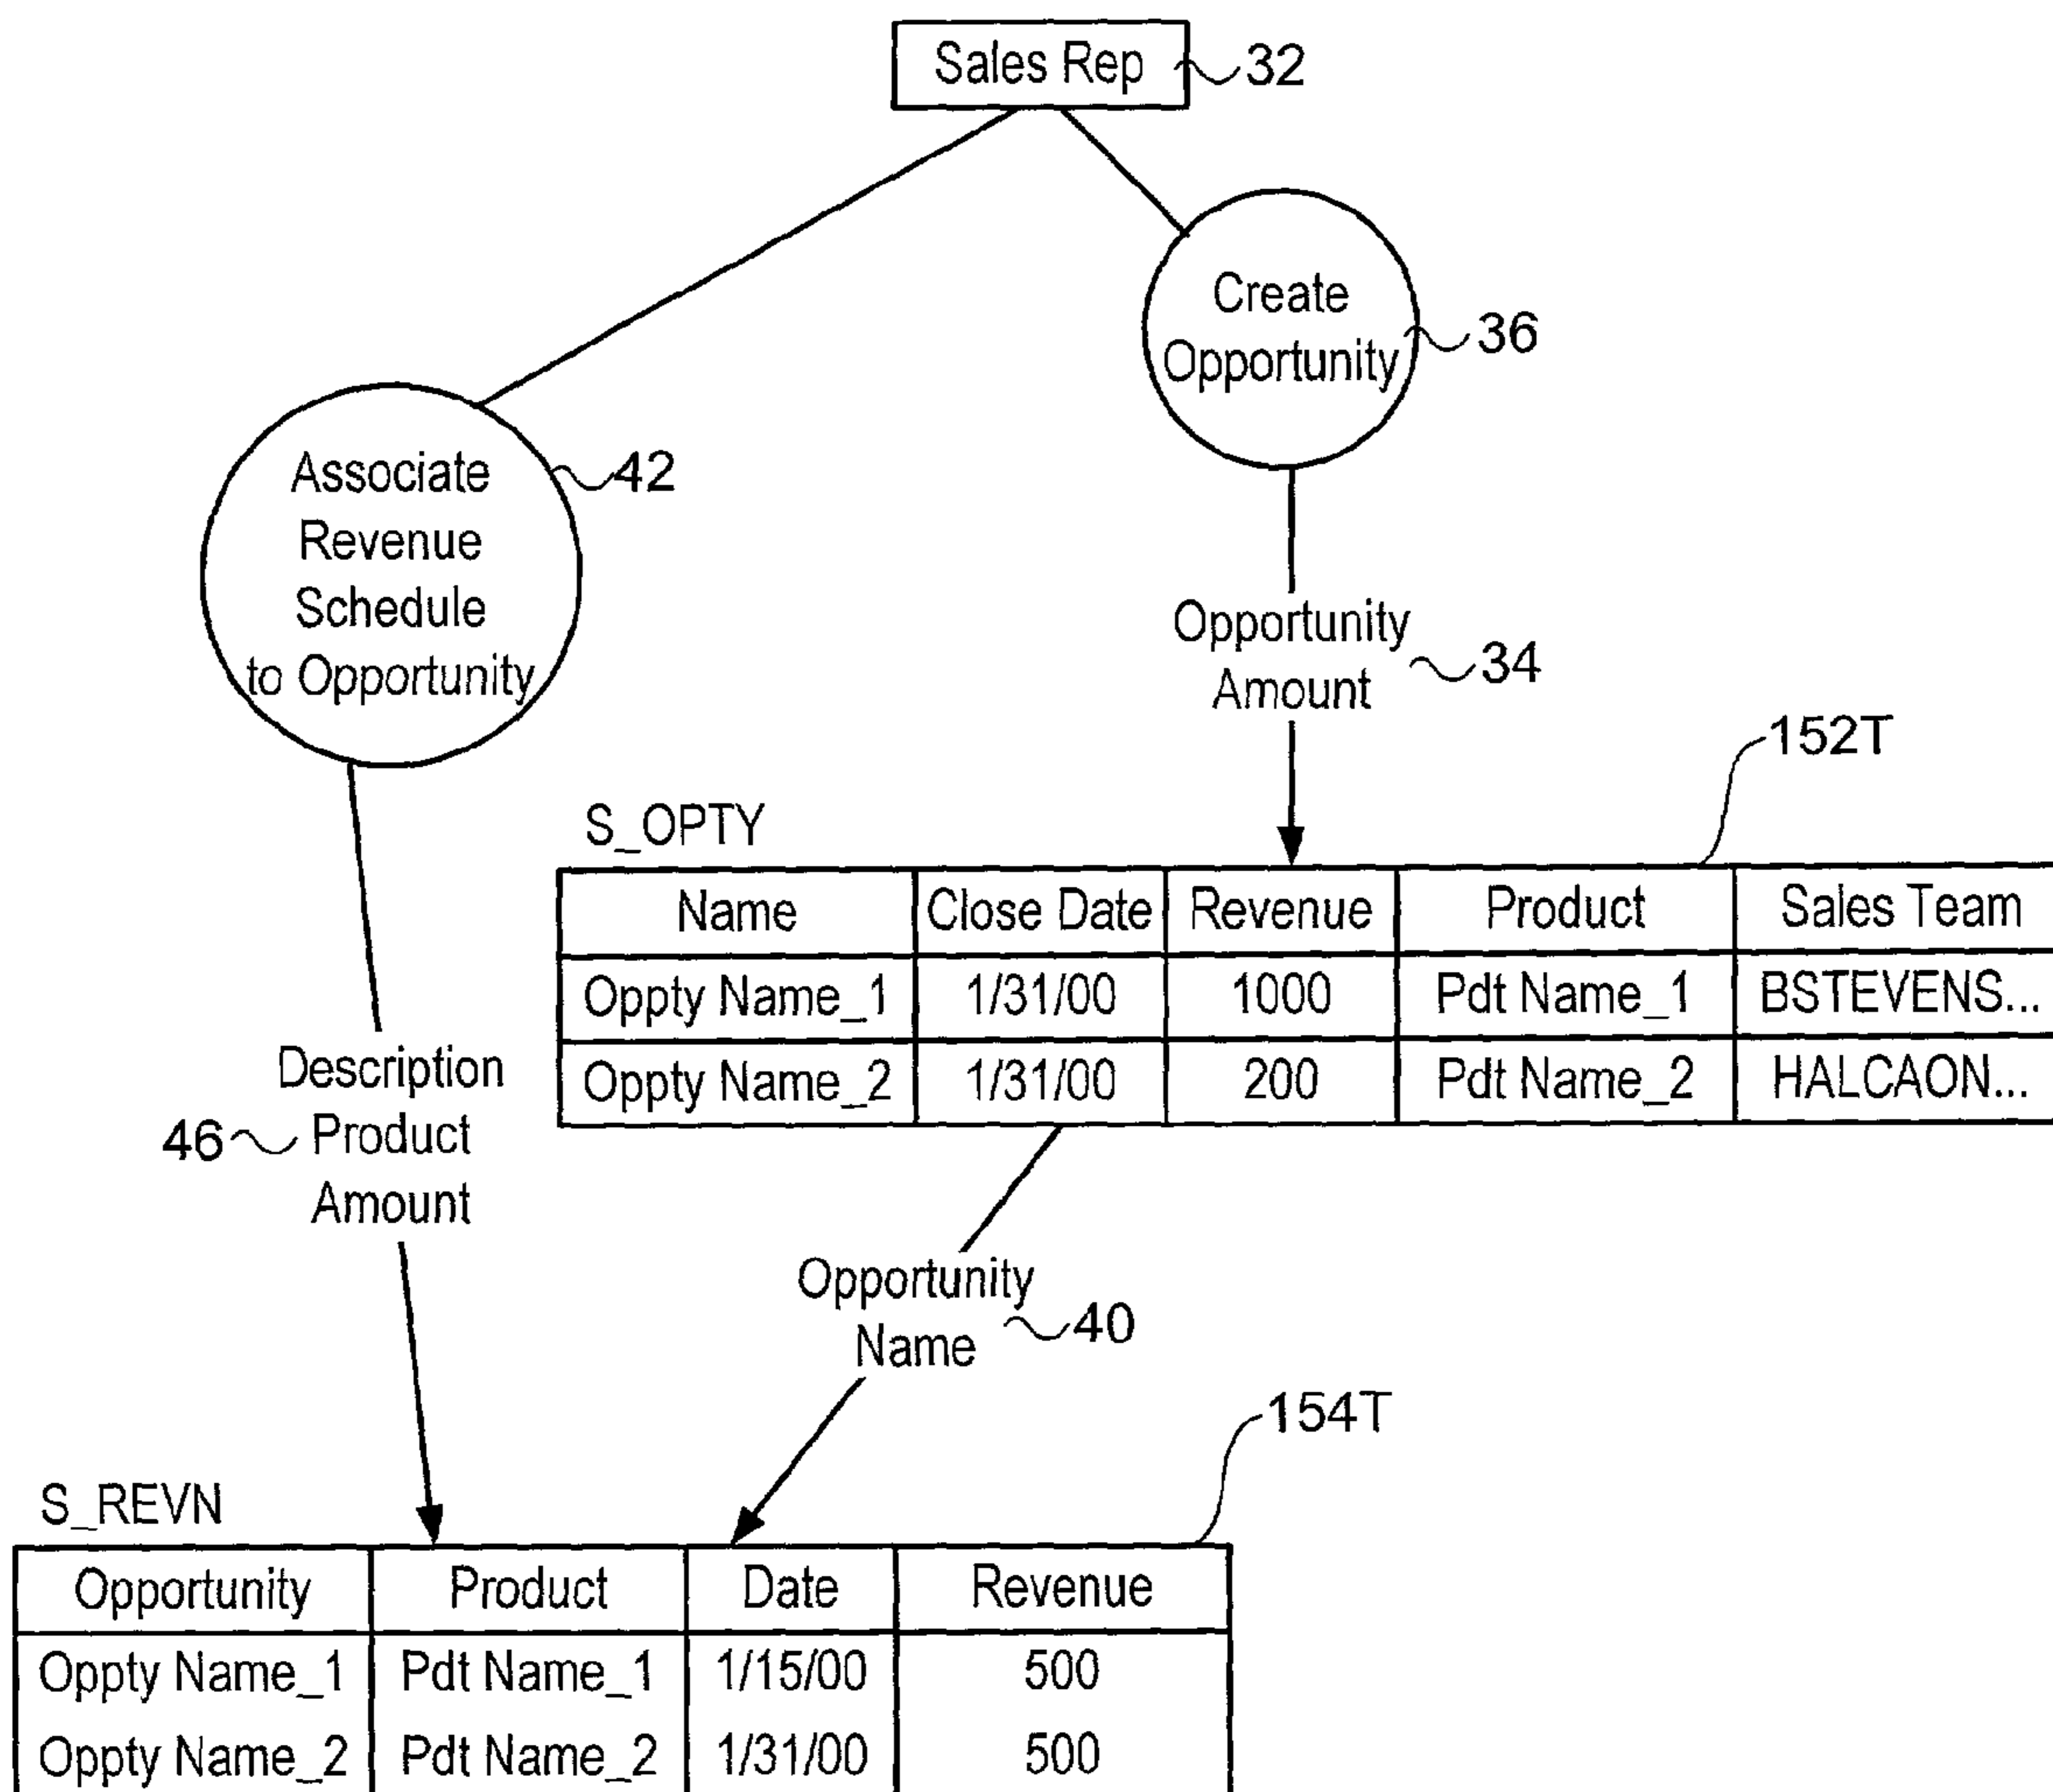 Sales Rep 32
Create
Opportunity 36
Associate
Revenue
Schedule
to Opportunity
42
Opportunity
Amount
34
152T
S_OPTY
Name Close Date Revenue Product Sales Team
Oppty Name_1 1/31/00 1000 Pdt Name_1 BSTEVENS...
Oppty Name_2 1/31/00 200 Pdt Name_2 HALCAON...
Description
46 Product
Amount
Opportunity
Name
40
154T
S_REVN
Opportunity Product Date Revenue
Oppty Name_1 Pdt Name_1 1/15/00 500
Oppty Name_2 Pdt Name_2 1/31/00 500